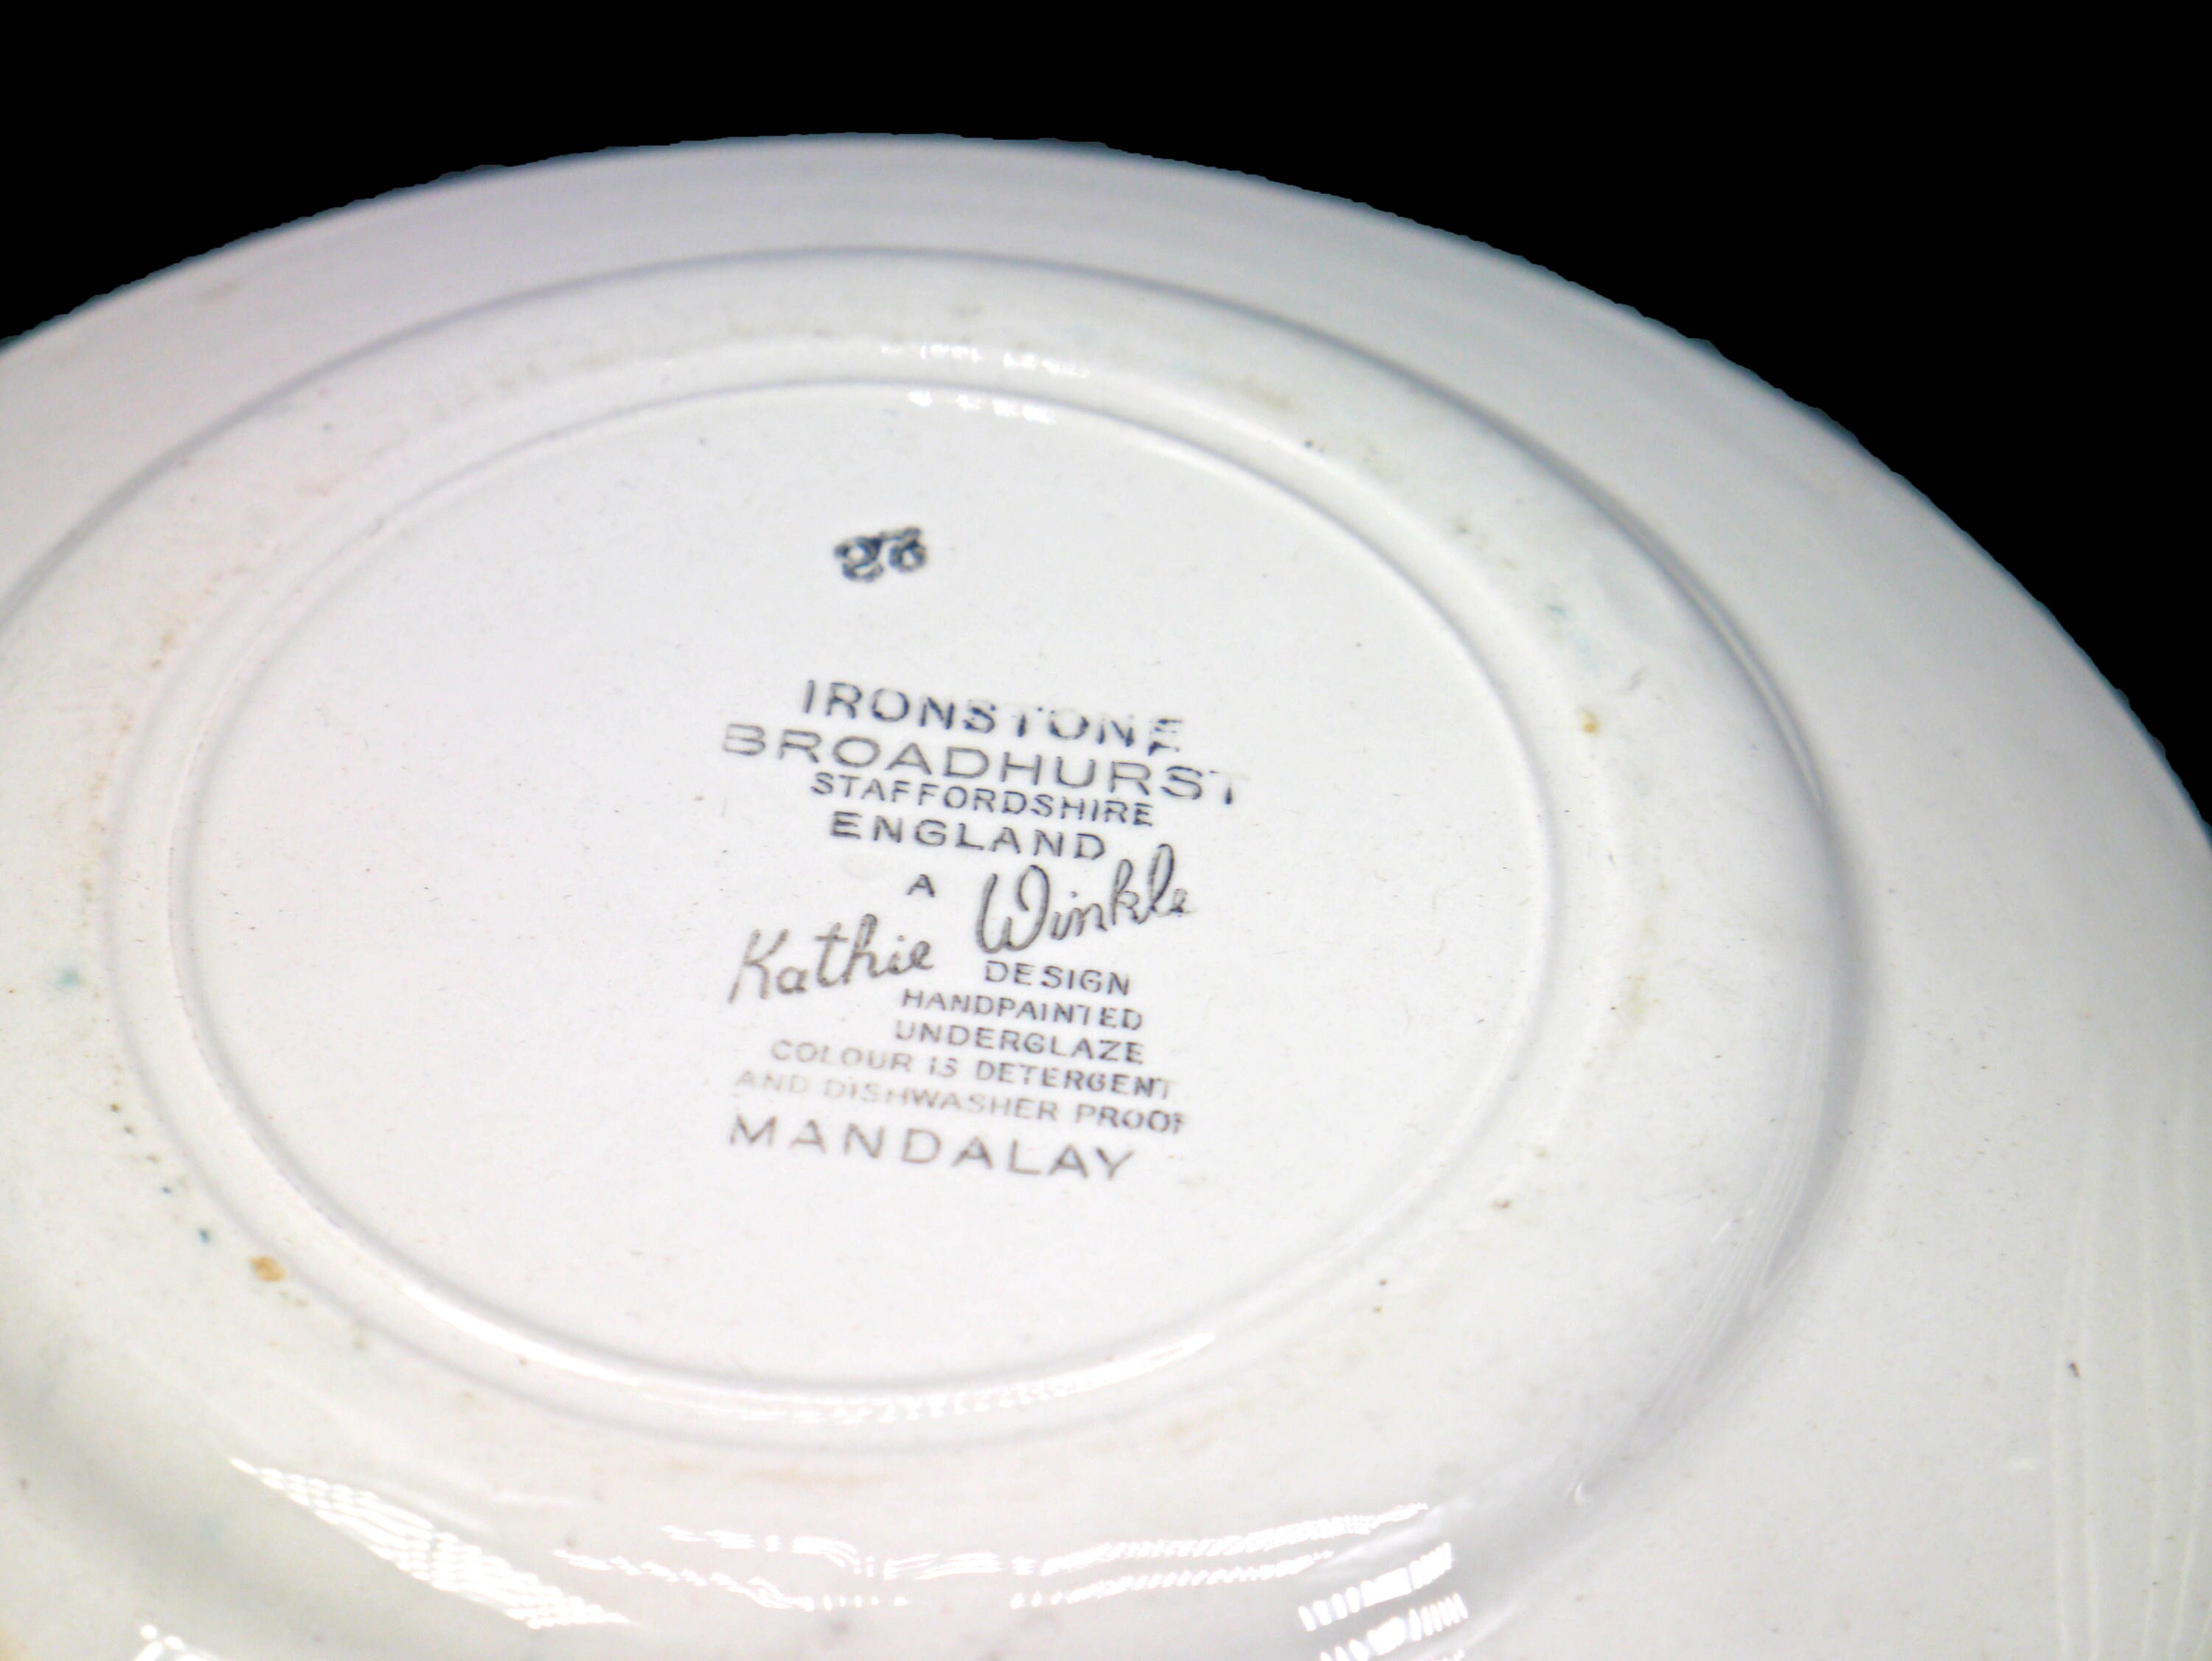 IRONSTONE
BROADHURST
STAFFORDSHIRE
ENGLAND
A
Kathie Winkle
DESIGN
HANDPAINTED
UNDERGLAZE
COLOUR IS DETERGENT
AND DISHWASHER PROOF
MANDALAY